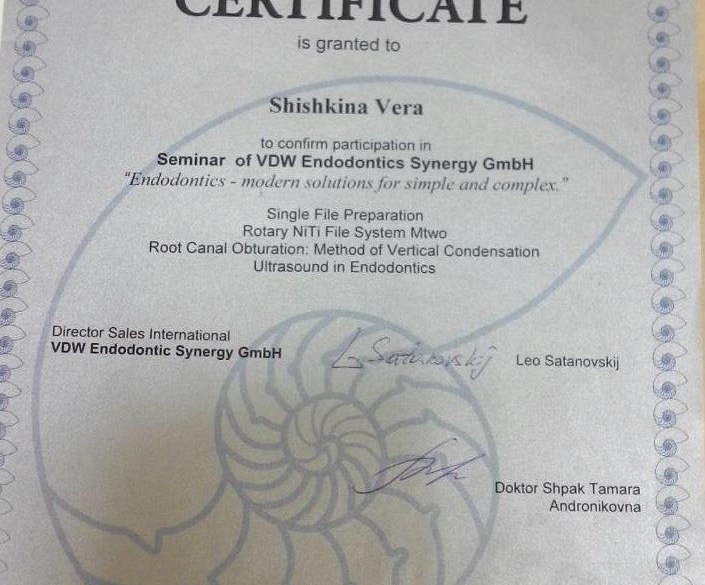 CERTIFICATE
is granted to
Shishkina Vera
to confirm participation in
Seminar of VDW Endodontics Synergy GmbH
"Endodontics - modern solutions for simple and complex."
Single File Preparation
Rotary NiTi File System Mtwo
Root Canal Obturation: Method of Vertical Condensation
Ultrasound in Endodontics
Director Sales International
VDW Endodontic Synergy GmbH
L Satanovskij
Leo Satanovskij
Doktor Shpak Tamara
Andronikovna